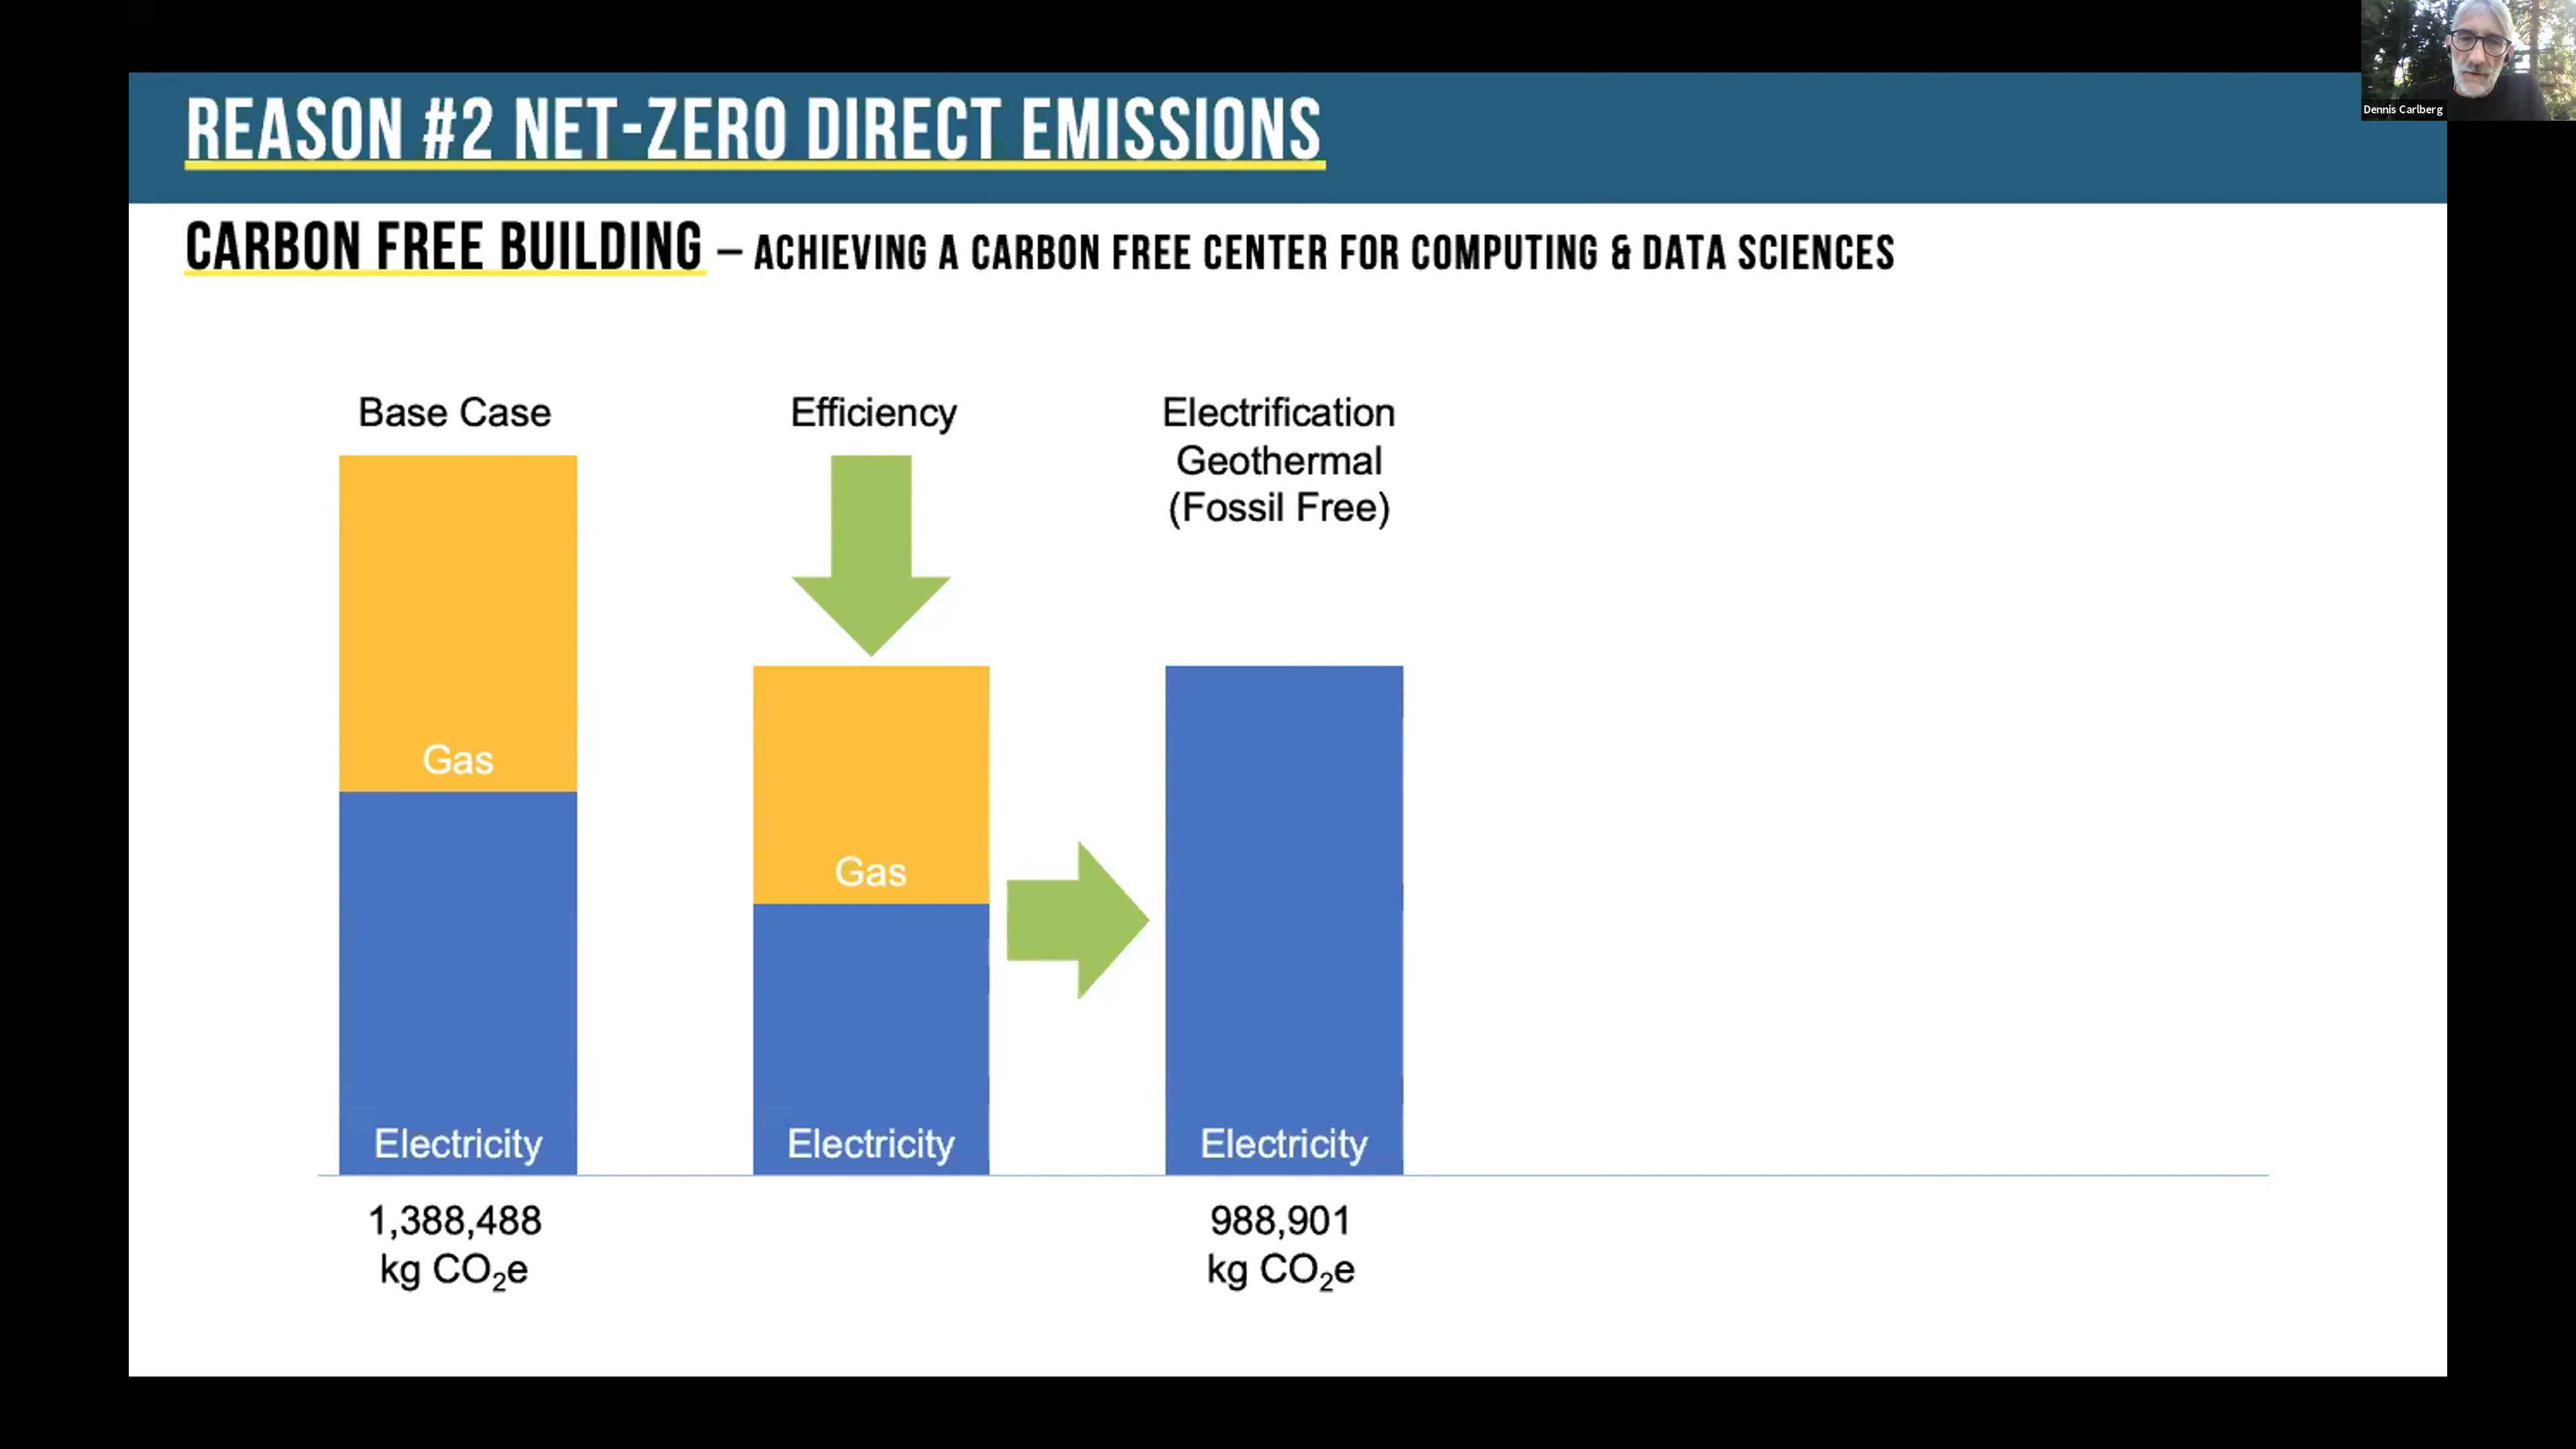 Dennis Carlberg
REASON #2 NET-ZERO DIRECT EMISSIONS
CARBON FREE BUILDING – ACHIEVING A CARBON FREE CENTER FOR COMPUTING & DATA SCIENCES
Base Case
Efficiency
Electrification
Geothermal
(Fossil Free)
Gas
Gas
Electricity
Electricity
Electricity
1,388,488
kg CO₂e
988,901
kg CO₂e